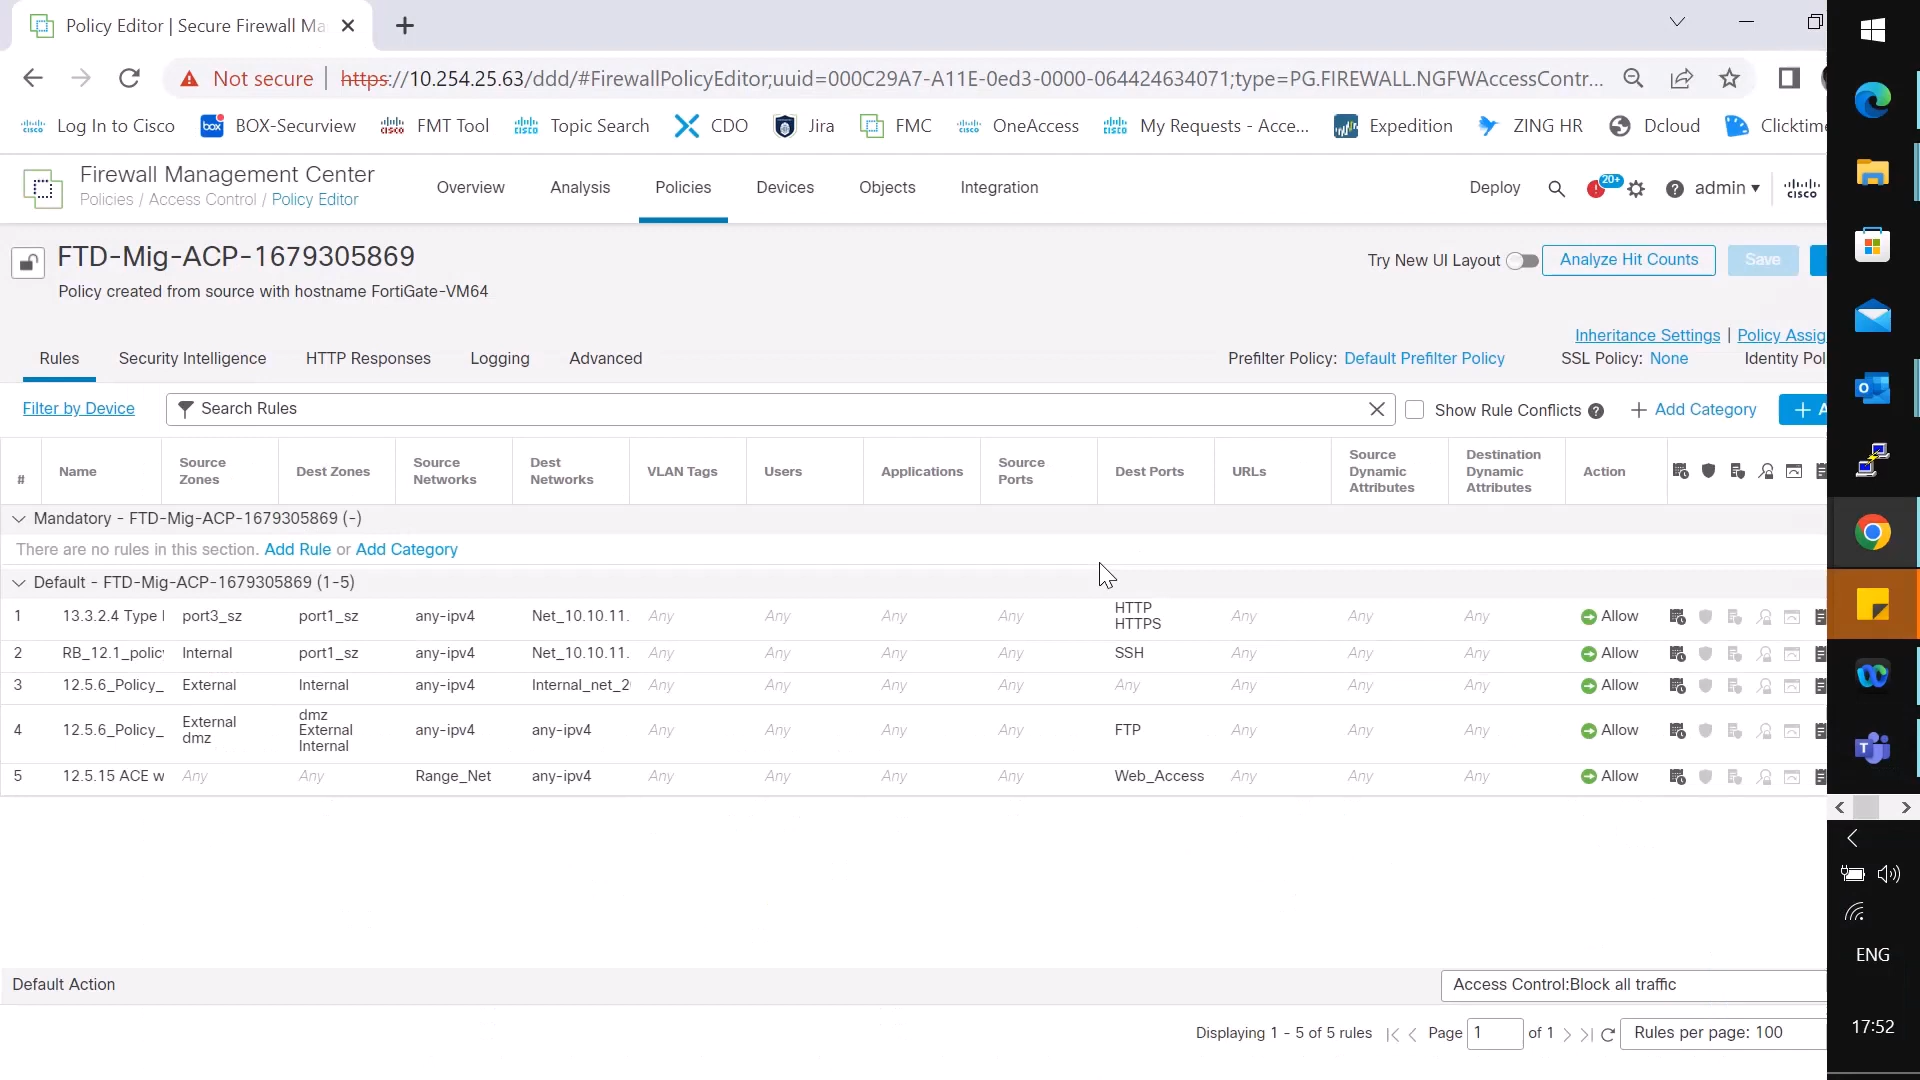 Policy Editor | Secure Firewall Ma
Not secure | https://10.254.25.63/ddd/#FirewallPolicyEditor;uuid=000C29A7-A11E-0ed3-0000-064424634071;type=PG.FIREWALL.NGFWAccessContr...
Log In to Cisco BOX-Securview FMT Tool Topic Search CDO Jira FMC OneAccess My Requests - Acce... Expedition ZING HR Dcloud Clicktime
Firewall Management Center
Policies / Access Control / Policy Editor
Overview Analysis Policies Devices Objects Integration
Deploy 20+ admin
cisco
FTD-Mig-ACP-1679305869
Policy created from source with hostname FortiGate-VM64
Try New UI Layout Analyze Hit Counts Save
Inheritance Settings | Policy Assig
Rules Security Intelligence HTTP Responses Logging Advanced
Prefilter Policy: Default Prefilter Policy SSL Policy: None Identity Pol
Filter by Device Search Rules Show Rule Conflicts + Add Category + A
# Name Source Zones Dest Zones Source Networks Dest Networks VLAN Tags Users Applications Source Ports Dest Ports URLs Source Dynamic Attributes Destination Dynamic Attributes Action
Mandatory - FTD-Mig-ACP-1679305869 (-)
There are no rules in this section. Add Rule or Add Category
Default - FTD-Mig-ACP-1679305869 (1-5)
1 13.3.2.4 Type port3_sz port1_sz any-ipv4 Net_10.10.11. Any Any Any Any HTTP HTTPS Any Any Any Allow
2 RB_12.1_polic Internal port1_sz any-ipv4 Net_10.10.11. Any Any Any Any SSH Any Any Any Allow
3 12.5.6_Policy_ External Internal any-ipv4 Internal_net_2 Any Any Any Any Any Any Any Any Allow
4 12.5.6_Policy_ External dmz dmz External Internal any-ipv4 any-ipv4 Any Any Any Any FTP Any Any Any Allow
5 12.5.15 ACE w Any Any Range_Net any-ipv4 Any Any Any Any Web_Access Any Any Any Allow
Default Action Access Control:Block all traffic
Displaying 1 - 5 of 5 rules Page 1 of 1 Rules per page: 100
ENG
17:52